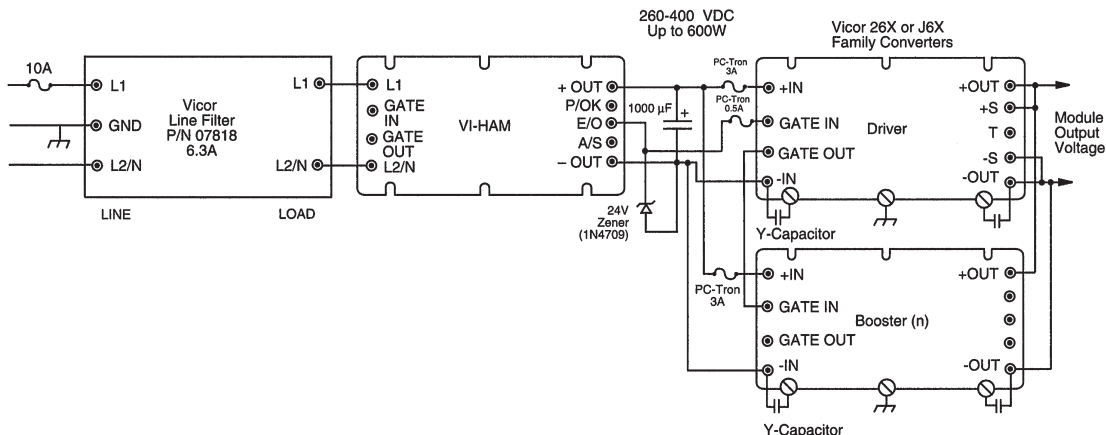 260-400 VDC
Up to 600W
Vicor 26X or J6X
Family Converters
10A
L1
GND
L2/N
Vicor
Line Filter
P/N 07818
6.3A
L1
L2/N
LINE
LOAD
L1
GATE
IN
GATE
OUT
L2/N
VI-HAM
+ OUT
P/OK
E/O
A/S
– OUT
1000 µF
+
24V
Zener
(1N4709)
PC-Tron
3A
PC-Tron
0.5A
+IN
GATE IN
GATE OUT
-IN
Driver
+OUT
+S
T
-S
-OUT
Module
Output
Voltage
Y-Capacitor
PC-Tron
3A
+IN
GATE IN
GATE OUT
-IN
Booster (n)
+OUT
-OUT
Y-Capacitor